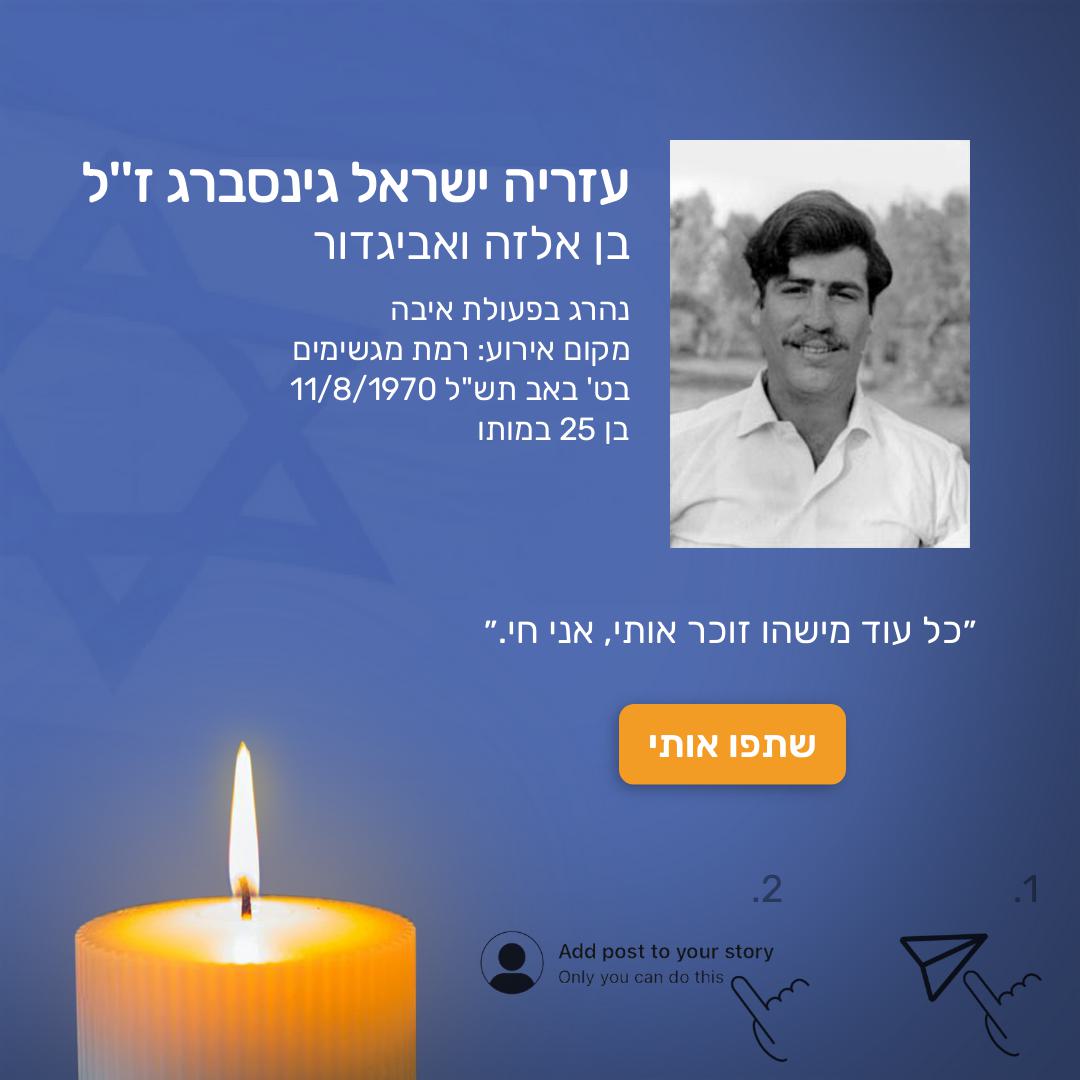 עזריה ישראל גינסברג ז"ל
בן אלזה ואביגדור
נהרג בפעולת איבה
מקום אירוע: רמת מגשימים
בט' באב תש"ל 11/8/1970
בן 25 במותו
״כל עוד מישהו זוכר אותי, אני חי.״
שתפו אותי
1.
2.
Add post to your story
Only you can do this